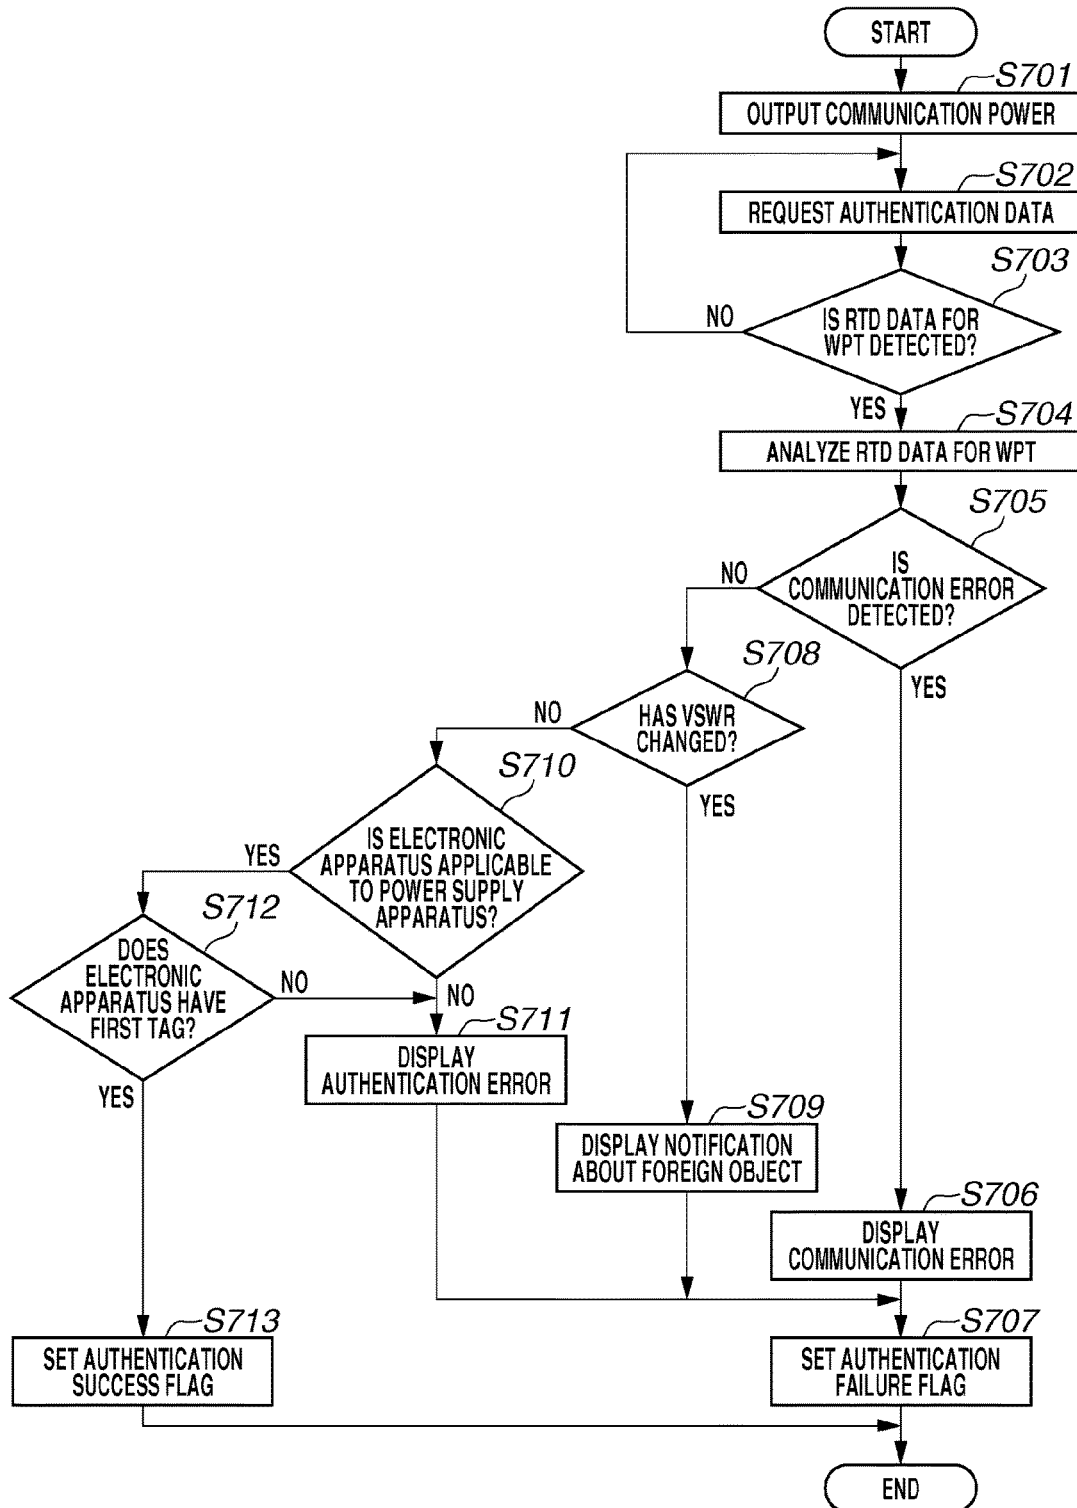 START
S701
OUTPUT COMMUNICATION POWER
S702
REQUEST AUTHENTICATION DATA
S703
NO
IS RTD DATA FOR
WPT DETECTED?
YES
S704
ANALYZE RTD DATA FOR WPT
S705
NO
IS
COMMUNICATION ERROR
DETECTED?
YES
S708
NO
HAS VSWR
CHANGED?
YES
S710
YES
IS ELECTRONIC
APPARATUS APPLICABLE
TO POWER SUPPLY
APPARATUS?
NO
S712
DOES
ELECTRONIC
APPARATUS HAVE
FIRST TAG?
NO
YES
S711
DISPLAY
AUTHENTICATION ERROR
S709
DISPLAY NOTIFICATION
ABOUT FOREIGN OBJECT
S706
DISPLAY
COMMUNICATION ERROR
S713
SET AUTHENTICATION
SUCCESS FLAG
S707
SET AUTHENTICATION
FAILURE FLAG
END